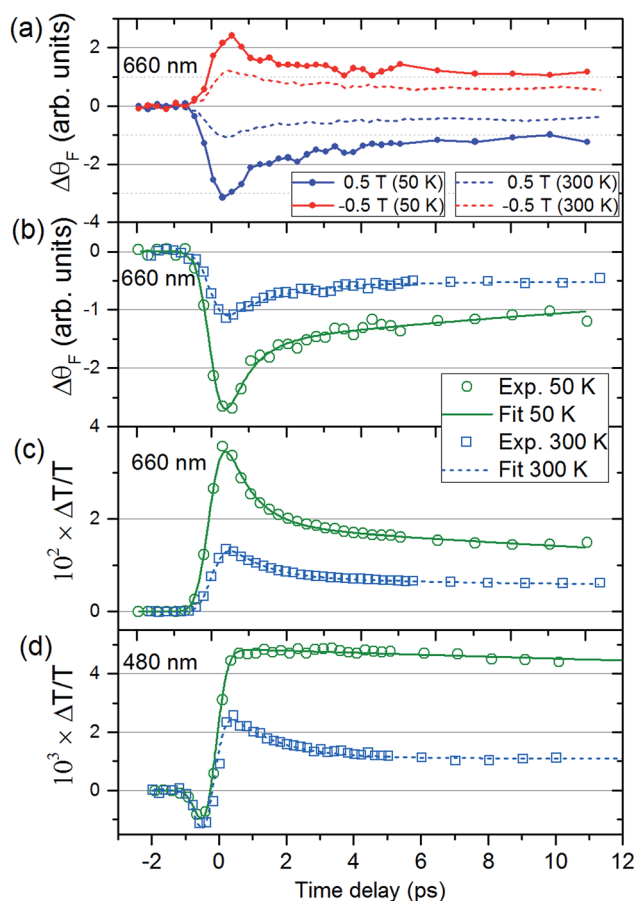 (a)
660 nm
ΔθF (arb. units)
2
0
-2
-4
0.5 T (50 K)
-0.5 T (50 K)
0.5 T (300 K)
-0.5 T (300 K)
(b)
660 nm
ΔθF (arb. units)
0
-1
-2
4
Exp. 50 K
Fit 50 K
Exp. 300 K
Fit 300 K
(c)
660 nm
10² × ΔT/T
2
0
(d)
480 nm
10³ × ΔT/T
4
2
0
-2 0 2 4 6 8 10 12
Time delay (ps)